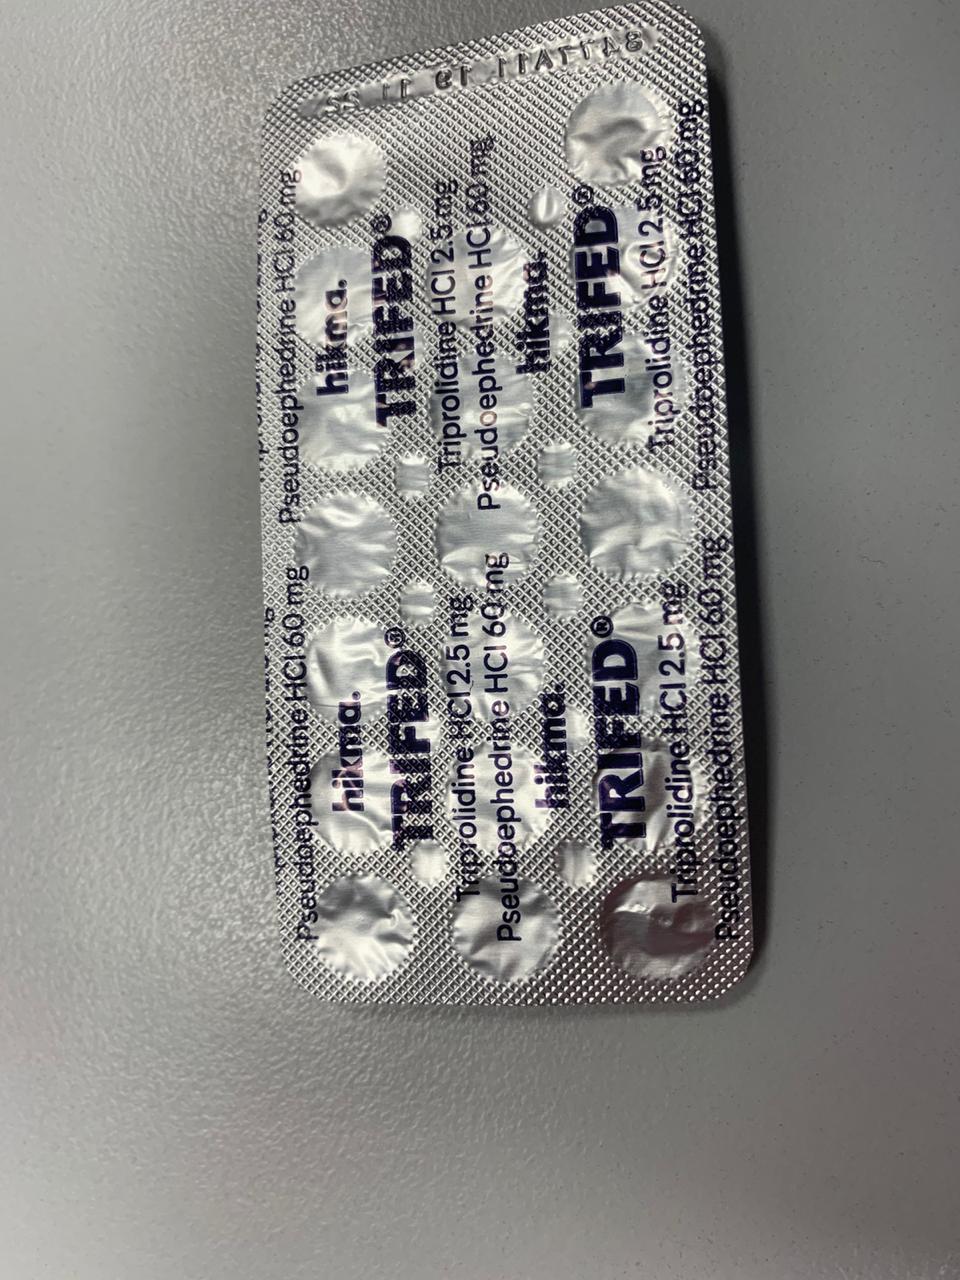 Pseudoephedrine HCl 60 mg
Pseudoephedrine HCl 60 mg
hikma.
hikma.
TRIFED®
TRIFED®
Triprolidine HCl 2.5 mg
Triprolidine HCl 2.5 mg
Pseudoephedrine HCl 60 mg
Pseudoephedrine HCl 60 mg
hikma.
hikma.
TRIFED®
TRIFED®
Triprolidine HCl 2.5 mg
Triprolidine HCl 2.5 mg
Pseudoephedrine HCl 60 mg
Pseudoephedrine HCl 60 mg